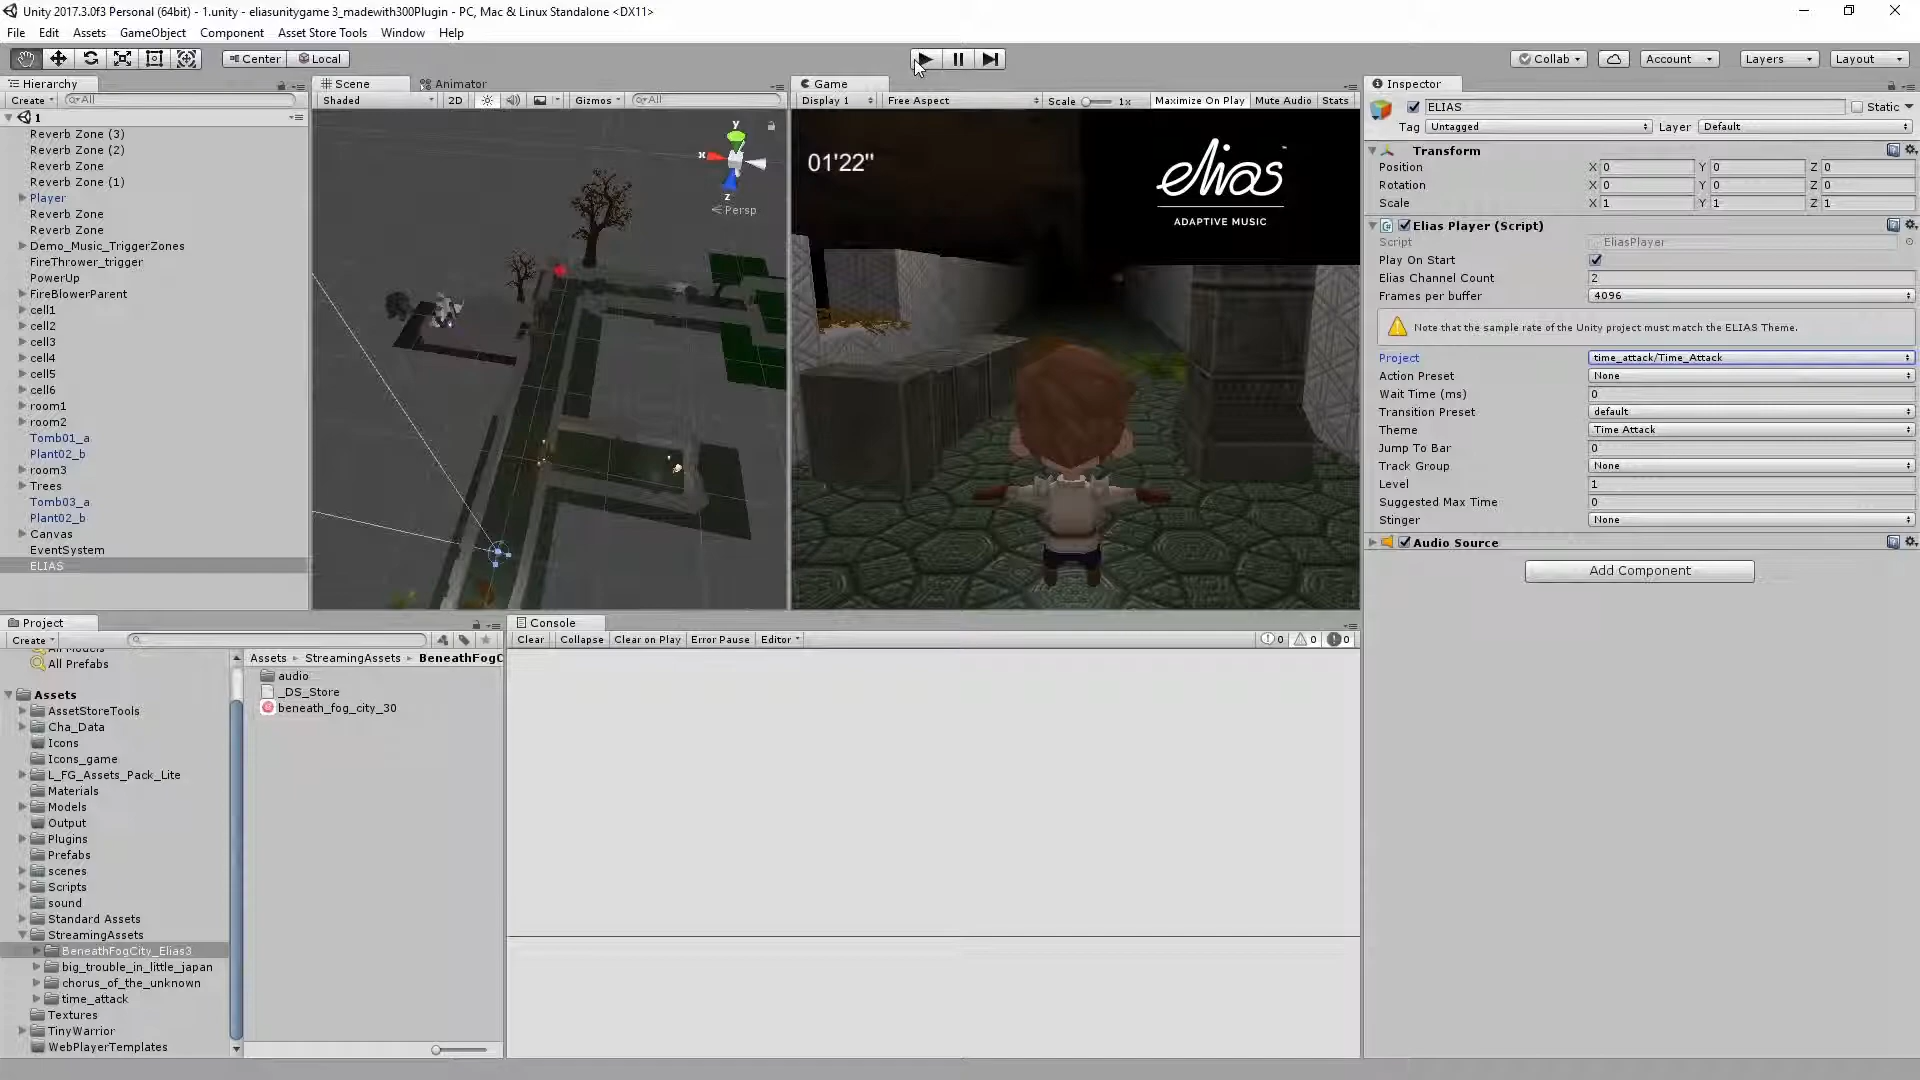 Unity 2017.3.0f3 Personal (64bit) - 1.unity - eliasunitygame 3_madewith300Plugin - PC, Mac & Linux Standalone <DX11>
File Edit Assets GameObject Component Asset Store Tools Window Help
Center Local Collab Account Layers Layout
Hierarchy
Create All
1
Reverb Zone (3)
Reverb Zone (2)
Reverb Zone
Reverb Zone (1)
Player
Reverb Zone
Reverb Zone
Demo_Music_TriggerZones
FireThrower_trigger
PowerUp
FireBlowerParent
cell1
cell2
cell3
cell4
cell5
cell6
room1
room2
Tomb01_a
Plant02_b
room3
Trees
Tomb03_a
Plant02_b
Canvas
EventSystem
ELIAS
Scene Animator
Shaded 2D Gizmos All
y
x
z
Persp
Game
Display 1 Free Aspect Scale 1x Maximize On Play Mute Audio Stats
01'22"
elias
ADAPTIVE MUSIC
Inspector
ELIAS Static
Tag Untagged Layer Default
Transform
Position X 0 Y 0 Z 0
Rotation X 0 Y 0 Z 0
Scale X 1 Y 1 Z 1
Elias Player (Script)
Script EliasPlayer
Play On Start
Elias Channel Count 2
Frames per buffer 4096
Note that the sample rate of the Unity project must match the ELIAS Theme.
Project time_attack/Time_Attack
Action Preset None
Wait Time (ms) 0
Transition Preset default
Theme Time Attack
Jump To Bar 0
Track Group None
Level 1
Suggested Max Time 0
Stinger None
Audio Source
Add Component
Project
Create
All Prefabs
Assets
AssetStoreTools
Cha_Data
Icons
Icons_game
L_FG_Assets_Pack_Lite
Materials
Models
Output
Plugins
Prefabs
scenes
Scripts
sound
Standard Assets
StreamingAssets
BeneathFogCity_Elias3
big_trouble_in_little_japan
chorus_of_the_unknown
time_attack
Textures
TinyWarrior
WebPlayerTemplates
Assets StreamingAssets BeneathFogC
audio
_DS_Store
beneath_fog_city_30
Console
Clear Collapse Clear on Play Error Pause Editor 0 0 0